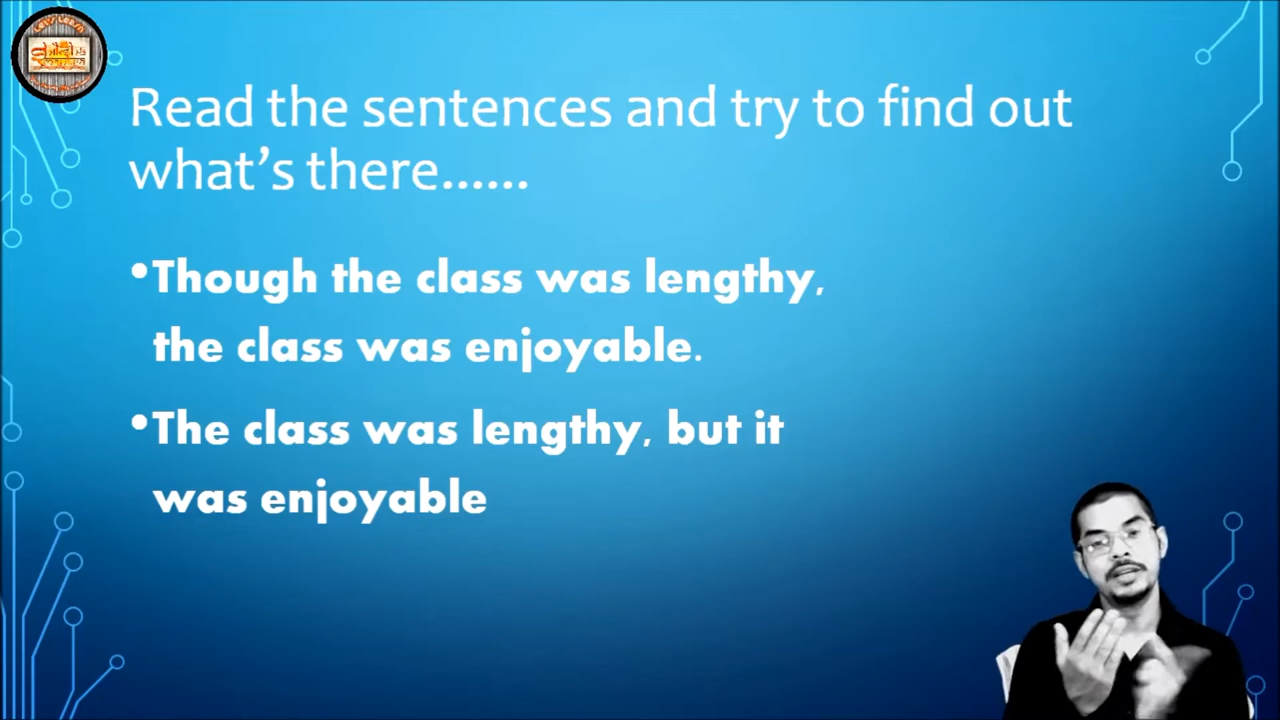 Read the sentences and try to find out
what's there......
•Though the class was lengthy,
the class was enjoyable.
•The class was lengthy, but it
was enjoyable